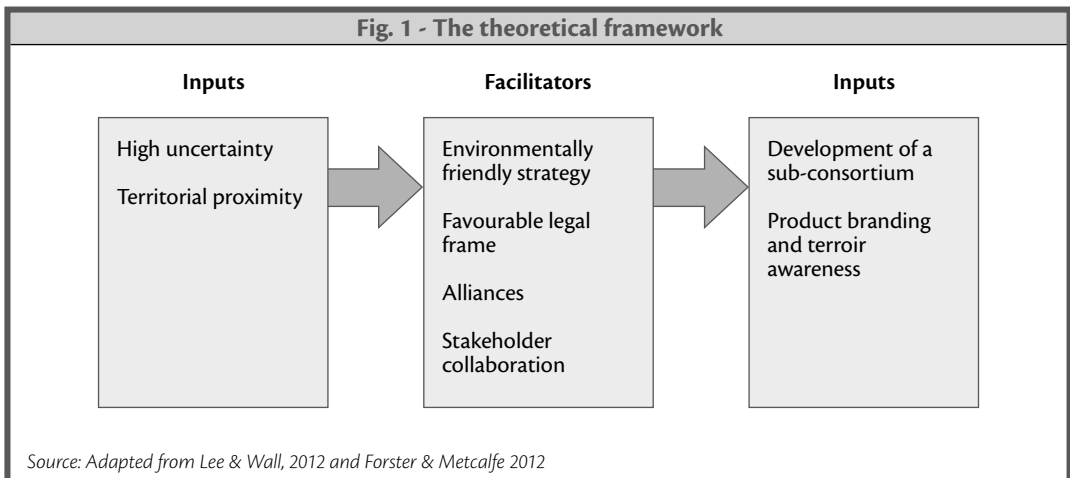 Fig. 1 - The theoretical framework
Inputs
High uncertainty
Territorial proximity
Facilitators
Environmentally
friendly strategy
Favourable legal
frame
Alliances
Stakeholder
collaboration
Inputs
Development of a
sub-consortium
Product branding
and terroir
awareness
Source: Adapted from Lee & Wall, 2012 and Forster & Metcalfe 2012